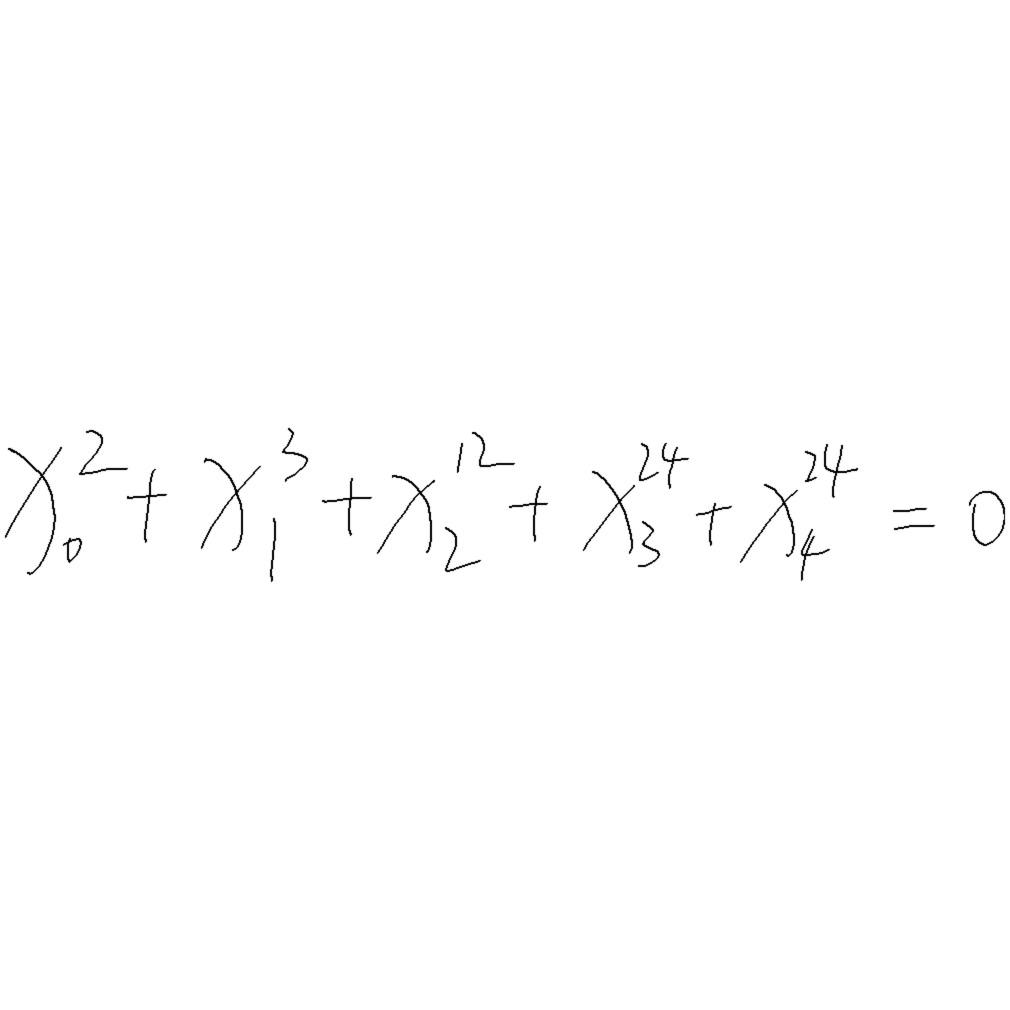 x_0^2 + x_1^3 + x_2^{12} + x_3^{24} + x_4^{24} = 0